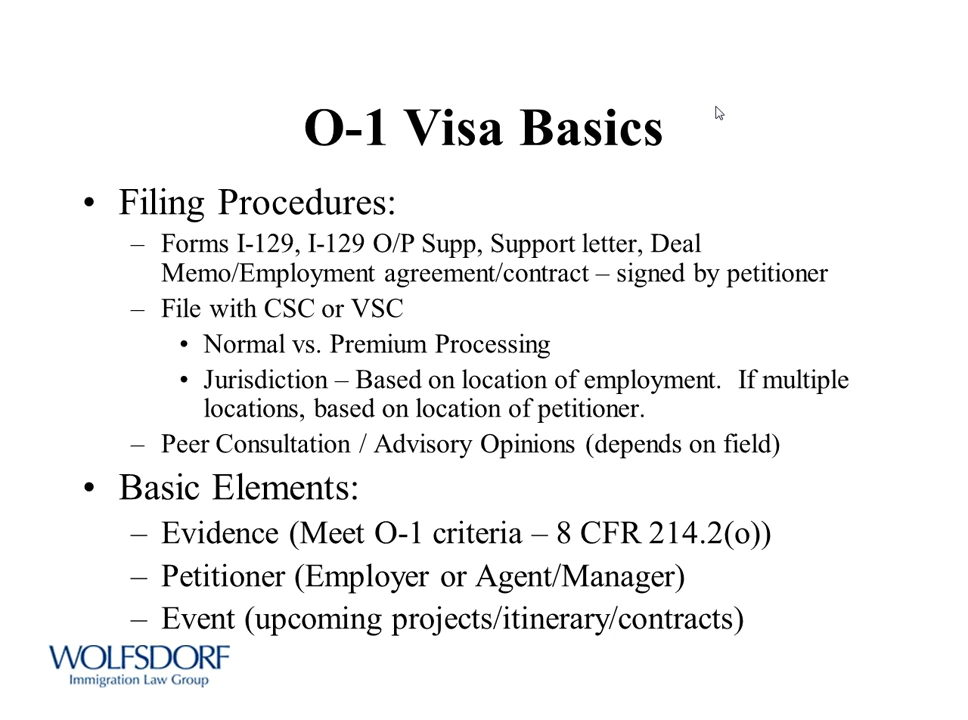 O-1 Visa Basics
• Filing Procedures:
– Forms I-129, I-129 O/P Supp, Support letter, Deal
Memo/Employment agreement/contract – signed by petitioner
– File with CSC or VSC
• Normal vs. Premium Processing
• Jurisdiction – Based on location of employment.  If multiple
locations, based on location of petitioner.
– Peer Consultation / Advisory Opinions (depends on field)
• Basic Elements:
– Evidence (Meet O-1 criteria – 8 CFR 214.2(o))
– Petitioner (Employer or Agent/Manager)
– Event (upcoming projects/itinerary/contracts)
WOLFSDORF
Immigration Law Group